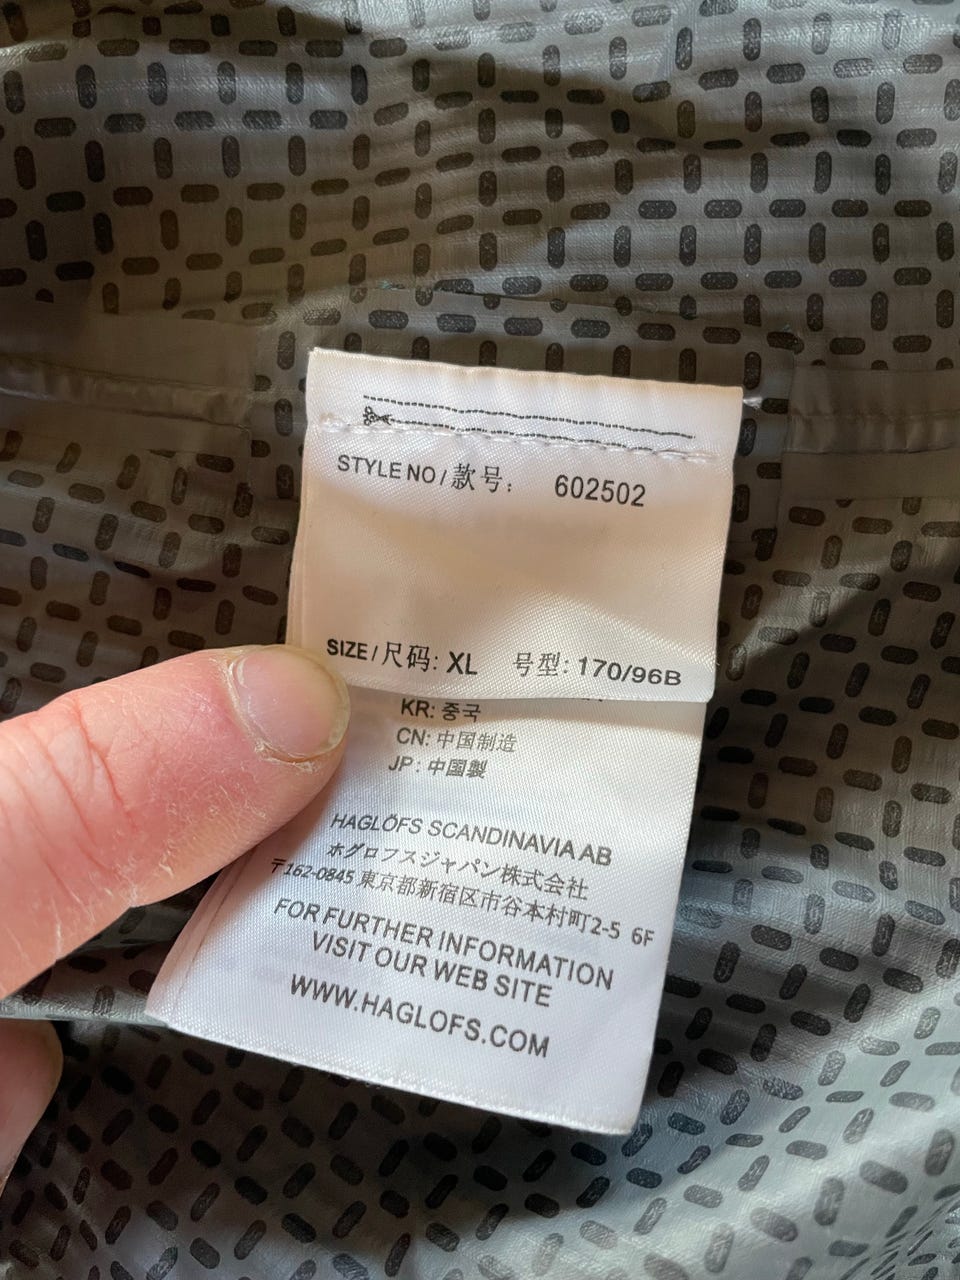 STYLE NO / 款号： 602502
SIZE / 尺码: XL 号型: 170/96B
KR: 중국
CN: 中国制造
JP: 中国製
HAGLÖFS SCANDINAVIA AB
ホグロフスジャパン株式会社
〒162-0845 東京都新宿区市谷本村町2-5 6F
FOR FURTHER INFORMATION
VISIT OUR WEB SITE
WWW.HAGLOFS.COM